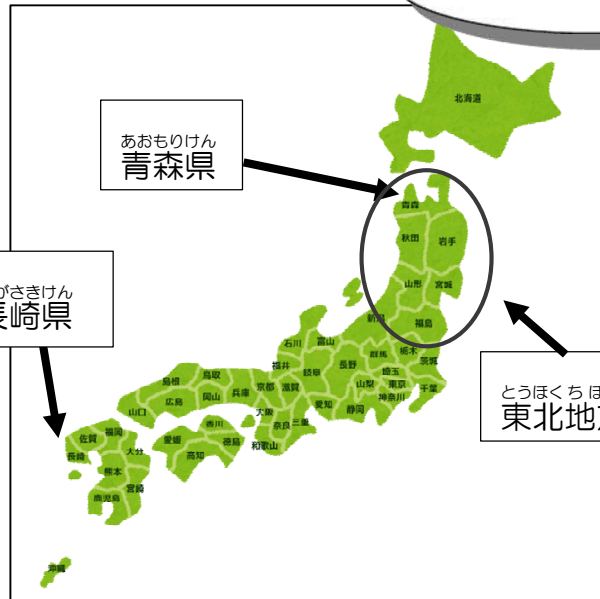 北海道
あおもりけん
青森県
青森
秋田
岩手
山形
宮城
がさきけん
長崎県
新潟
福島
石川
富山
群馬
栃木
茨城
福井
岐阜
長野
埼玉
山梨
東京
千葉
神奈川
とうほくちほ
東北地
島根
鳥取
兵庫
京都
滋賀
愛知
静岡
山口
広島
岡山
大阪
奈良
三重
和歌山
香川
愛媛
徳島
高知
佐賀
福岡
大分
長崎
熊本
宮崎
鹿児島
沖縄